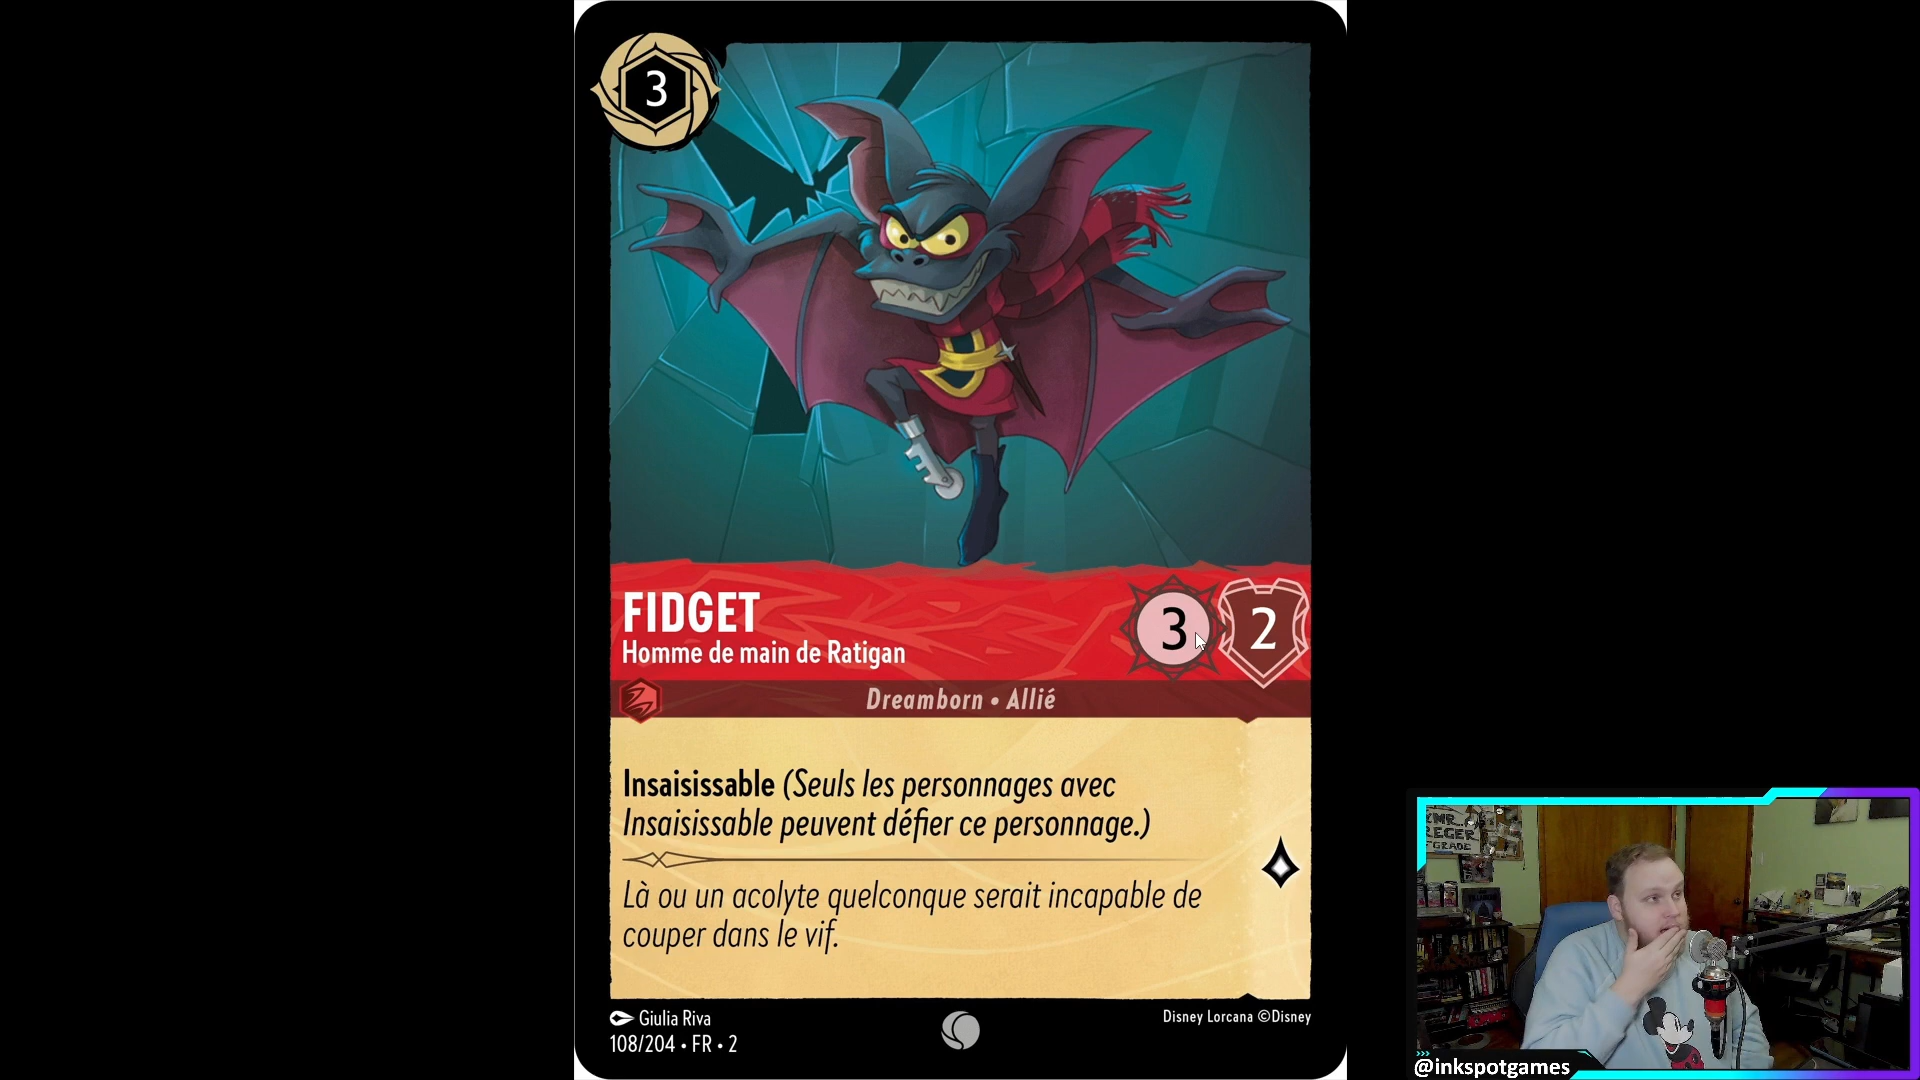 3
FIDGET
Homme de main de Ratigan
3
2
Dreamborn • Allié
Insaisissable (Seuls les personnages avec
Insaisissable peuvent défier ce personnage.)
Là ou un acolyte quelconque serait incapable de
couper dans le vif.
Giulia Riva
108/204 • FR • 2
Disney Lorcana ©Disney
GRADE
@inkspotgames